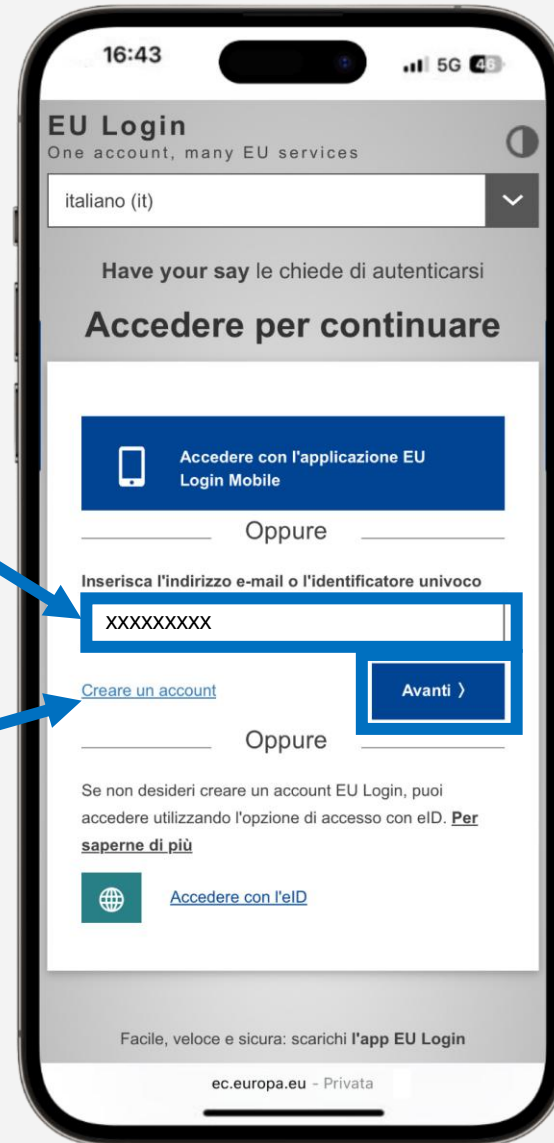 16:43
5G 46
EU Login
One account, many EU services
italiano (it)
Have your say le chiede di autenticarsi
Accedere per continuare
Accedere con l'applicazione EU
Login Mobile
Oppure
Inserisca l'indirizzo e-mail o l'identificatore univoco
xxxxxxxxx
Creare un account
Avanti
Oppure
Se non desideri creare un account EU Login, puoi
accedere utilizzando l'opzione di accesso con eID. Per
saperne di più
Accedere con l'eID
Facile, veloce e sicura: scarichi l'app EU Login
ec.europa.eu - Privata